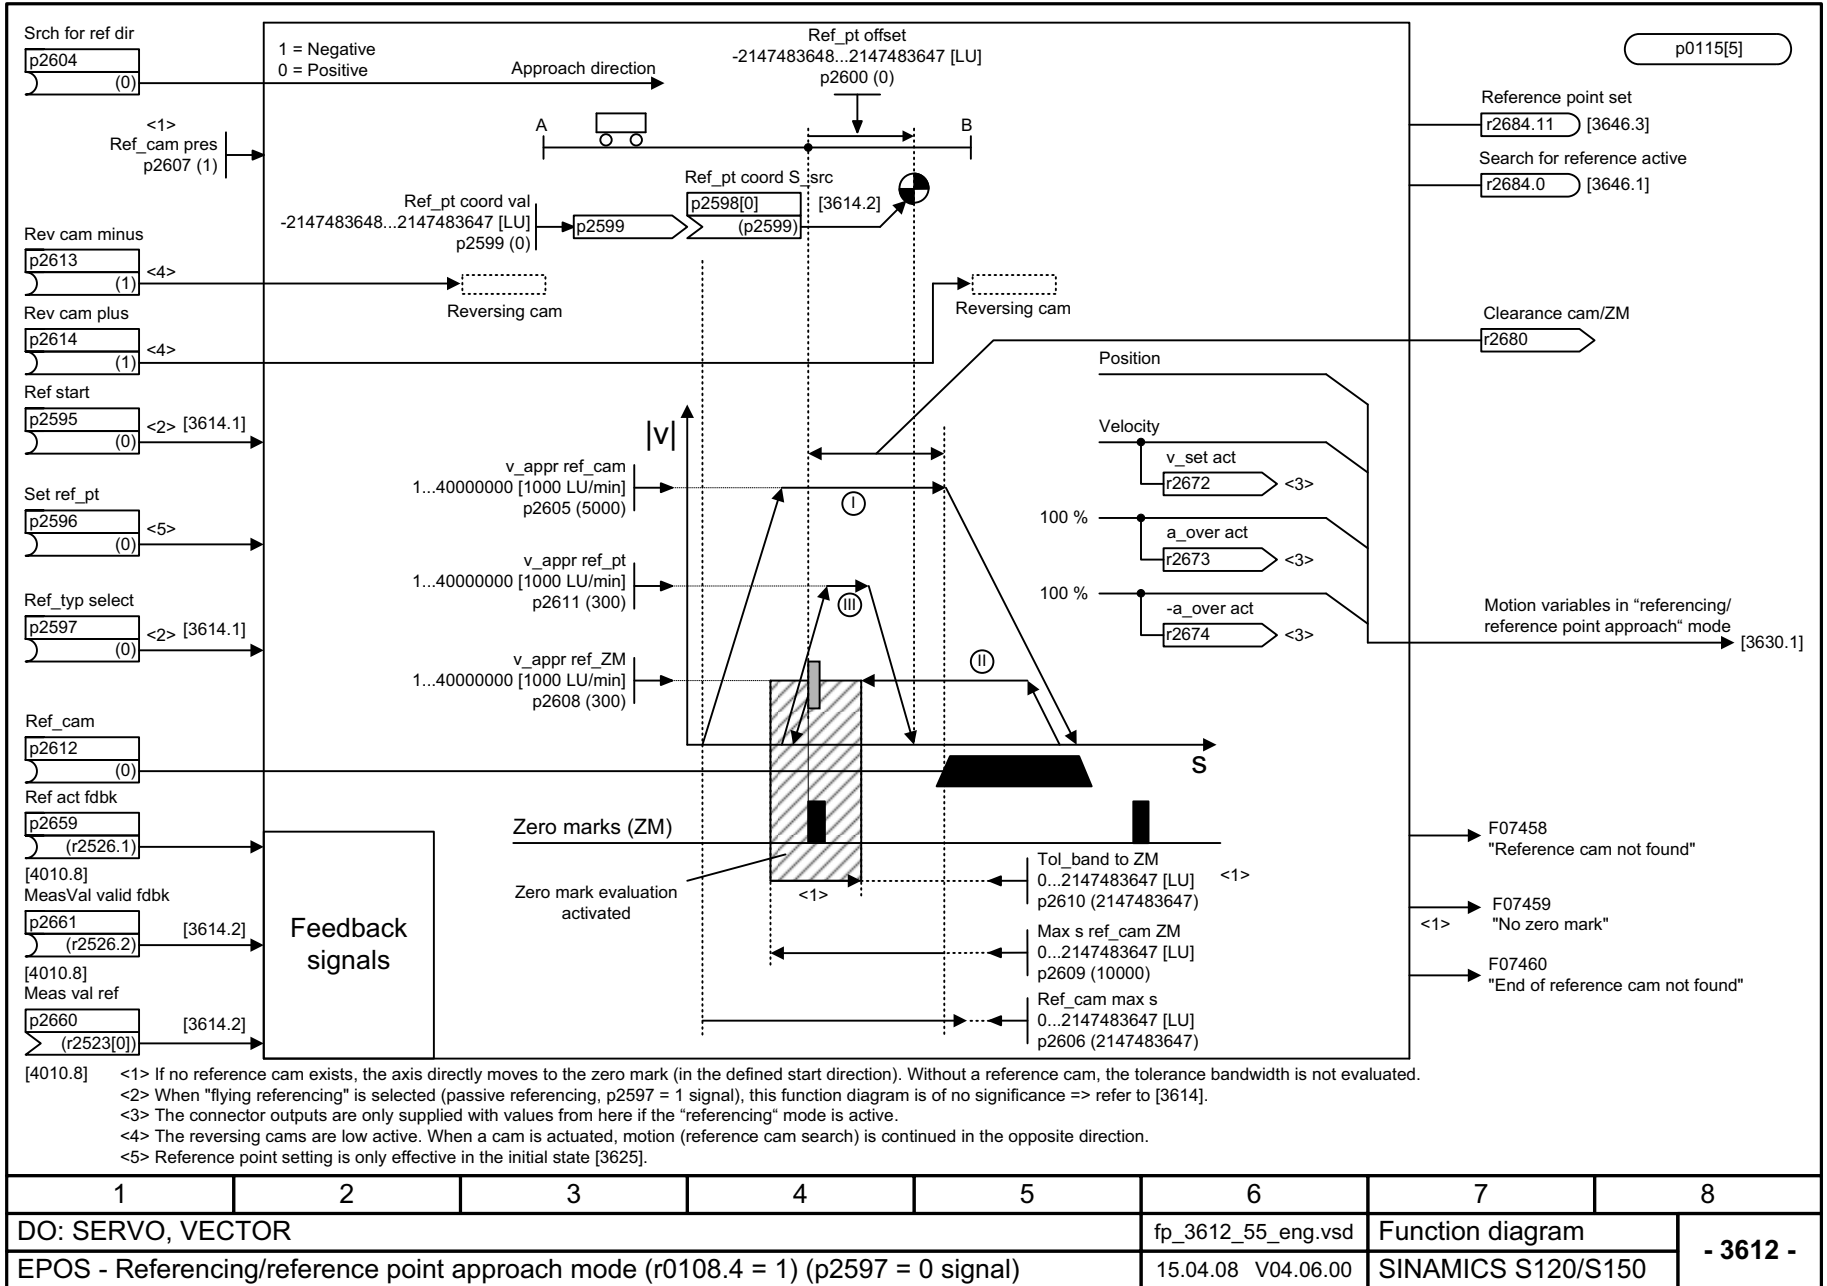 Srch for ref dir
p2604
(0)
1 = Negative
0 = Positive
Approach direction
Ref_pt offset
-2147483648...2147483647 [LU]
p2600 (0)
p0115[5]
<1>
Ref_cam pres
p2607 (1)
A
B
Reference point set
r2684.11
[3646.3]
Search for reference active
r2684.0
[3646.1]
Ref_pt coord val
-2147483648...2147483647 [LU]
p2599 (0)
p2599
Ref_pt coord S_src
p2598[0]
(p2599)
[3614.2]
Rev cam minus
p2613
(1)
<4>
Reversing cam
Reversing cam
Rev cam plus
p2614
(1)
<4>
Clearance cam/ZM
r2680
Ref start
p2595
(0)
<2> [3614.1]
Position
Velocity
v_set act
r2672
<3>
100 %
a_over act
r2673
<3>
100 %
-a_over act
r2674
<3>
Motion variables in “referencing/
reference point approach“ mode
[3630.1]
Set ref_pt
p2596
(0)
<5>
|v|
v_appr ref_cam
1...40000000 [1000 LU/min]
p2605 (5000)
I
v_appr ref_pt
1...40000000 [1000 LU/min]
p2611 (300)
III
Ref_typ select
p2597
(0)
<2> [3614.1]
v_appr ref_ZM
1...40000000 [1000 LU/min]
p2608 (300)
II
s
Ref_cam
p2612
(0)
Ref act fdbk
p2659
(r2526.1)
[4010.8]
MeasVal valid fdbk
p2661
(r2526.2)
[3614.2]
[4010.8]
Meas val ref
p2660
(r2523[0])
[3614.2]
[4010.8]
Feedback
signals
Zero marks (ZM)
Zero mark evaluation
activated
<1>
Tol_band to ZM
0...2147483647 [LU]
p2610 (2147483647)
<1>
Max s ref_cam ZM
0...2147483647 [LU]
p2609 (10000)
Ref_cam max s
0...2147483647 [LU]
p2606 (2147483647)
F07458
"Reference cam not found"
<1>
F07459
"No zero mark"
F07460
"End of reference cam not found"
<1> If no reference cam exists, the axis directly moves to the zero mark (in the defined start direction). Without a reference cam, the tolerance bandwidth is not evaluated.
<2> When "flying referencing" is selected (passive referencing, p2597 = 1 signal), this function diagram is of no significance => refer to [3614].
<3> The connector outputs are only supplied with values from here if the “referencing“ mode is active.
<4> The reversing cams are low active. When a cam is actuated, motion (reference cam search) is continued in the opposite direction.
<5> Reference point setting is only effective in the initial state [3625].
1 2 3 4 5 6 7 8
DO: SERVO, VECTOR
fp_3612_55_eng.vsd
Function diagram
- 3612 -
EPOS - Referencing/reference point approach mode (r0108.4 = 1) (p2597 = 0 signal)
15.04.08 V04.06.00
SINAMICS S120/S150